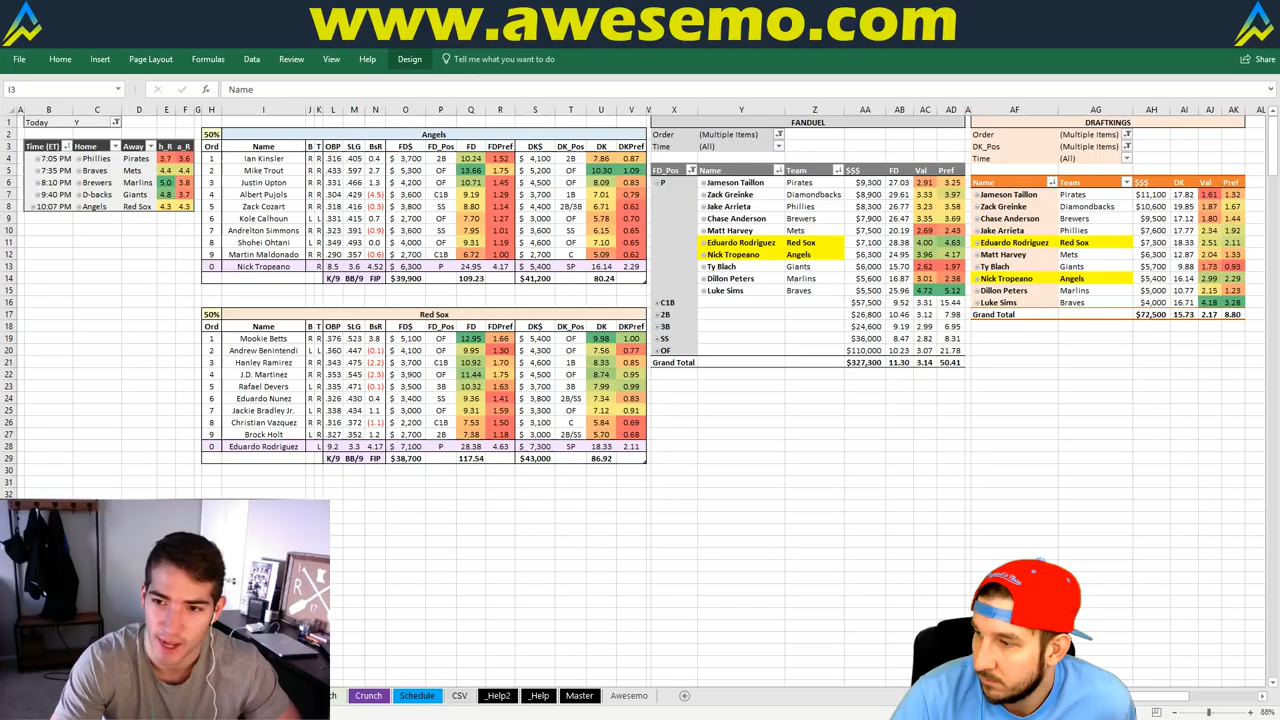 www.awesemo.com
File Home Insert Page Layout Formulas Data Review View Help Design Tell me what you want to do Share
I3 fx Name
A B C D E F G H I J K L M N O P Q R S T U V W X Y Z AA AB AC AD AE AF AG AH AI AJ AK AL
Today Y
Time (ET) Home Away h_R a_R
7:05 PM Phillies Pirates 3.7 3.6
7:35 PM Braves Mets 4.4 4.4
8:10 PM Brewers Marlins 5.0 3.8
9:40 PM D-backs Giants 4.8 3.7
10:07 PM Angels Red Sox 4.3 4.3
50% Angels
Ord Name B T OBP SLG BsR FD$ FD_Pos FD FDPref DK$ DK_Pos DK DKPref
1 Ian Kinsler R R .316 .405 0.4 $ 3,700 2B 10.24 1.52 $ 4,100 2B 7.86 0.87
2 Mike Trout R R .433 .597 2.7 $ 5,300 OF 13.66 1.75 $ 5,100 OF 10.30 1.09
3 Justin Upton R R .331 .466 1.3 $ 3,800 OF 10.71 1.45 $ 4,500 OF 8.09 0.83
4 Albert Pujols R R .304 .429 (4.5) $ 3,600 C1B 9.19 1.29 $ 4,000 1B 7.01 0.79
5 Zack Cozart R R .318 .416 (0.3) $ 2,800 SS 8.80 1.14 $ 5,400 2B/3B 6.71 0.62
6 Kole Calhoun L L .331 .415 0.7 $ 3,000 OF 7.73 0.95 $ 3,300 OF 5.78 0.70
7 Andrelton Simmons R R .323 .391 (0.9) $ 3,200 SS 7.95 1.01 $ 4,600 SS 6.15 0.65
8 Shohei Ohtani L R .349 .493 0.0 $ 3,800 OF 9.31 1.19 $ 4,600 OF 7.10 0.65
9 Martin Maldonado R R .290 .357 (0.6) $ 2,400 C1B 6.72 1.00 $ 2,700 C 5.09 0.62
0 Nick Tropeano R 8.5 3.6 4.52 $ 6,300 P 24.95 4.17 $ 5,400 SP 16.14 2.29
K/9 BB/9 FIP $39,900 109.23 $41,200 80.24
50% Red Sox
Ord Name B T OBP SLG BsR FD$ FD_Pos FD FDPref DK$ DK_Pos DK DKPref
1 Mookie Betts R R .376 .523 3.8 $ 5,400 OF 12.95 1.66 $ 5,400 OF 9.98 1.00
2 Andrew Benintendi L L .360 .447 (0.1) $ 4,100 OF 9.95 1.30 $ 4,300 OF 7.56 0.77
3 Hanley Ramirez R R .343 .475 (2.2) $ 3,900 C1B 10.92 1.70 $ 4,600 1B 8.33 0.85
4 J.D. Martinez R R .353 .545 (2.3) $ 4,900 OF 11.44 1.75 $ 4,900 OF 8.74 0.95
5 Rafael Devers L R .335 .471 (0.1) $ 3,500 3B 10.32 1.63 $ 3,700 3B 7.99 0.99
6 Eduardo Nunez R R .326 .430 0.4 $ 3,400 SS 9.36 1.41 $ 3,800 2B/SS 7.34 0.83
7 Jackie Bradley Jr. L R .318 .434 1.1 $ 3,000 OF 9.31 1.59 $ 3,400 OF 7.12 0.91
8 Christian Vazquez R R .316 .372 (1.1) $ 2,200 C1B 7.53 1.50 $ 3,100 C 5.84 0.69
9 Brock Holt L R .327 .352 1.2 $ 2,700 2B 7.38 1.18 $ 3,000 2B/SS 5.70 0.68
0 Eduardo Rodriguez L 9.2 3.3 4.17 $ 7,100 P 28.38 4.63 $ 7,300 SP 18.33 2.11
K/9 BB/9 FIP $38,700 117.54 $43,000 86.92
FANDUEL
Order (Multiple Items)
Time (All)
FD_Pos Name Team $$$ FD Val Pref
P Jameson Taillon Pirates $9,300 27.03 2.91 3.25
Zack Greinke Diamondbacks $8,900
Jake Arrieta Phillies $8,300 26.77 3.23 3.58
Chase Anderson Brewers $7,900 26.47 3.35 3.69
Matt Harvey Mets $7,500 20.19 2.69 2.43
Eduardo Rodriguez Red Sox $7,100 28.38 4.00 4.63
Nick Tropeano Angels $6,300 24.95 3.96 4.17
Ty Blach Giants $6,000 15.70 2.62 1.97
Dillon Peters Marlins $5,600 16.87 3.01 2.38
Luke Sims Braves $5,500 25.96 4.72 5.12
C1B $57,500 9.52 3.31 15.44
2B $26,800 10.46 3.12 7.98
3B $24,600 9.19 2.99 6.95
SS $36,000 8.47 2.82 8.31
OF $110,000 10.23 3.07 21.78
Grand Total $327,300 11.30 3.14 50.41
DRAFTKINGS
Order (Multiple Items)
DK_Pos (Multiple Items)
Time (All)
Name Team $$$ DK Val Pref
Jameson Taillon Pirates $11,100 17.82 1.61 1.32
Zack Greinke Diamondbacks $10,600 19.85 1.87 1.67
Chase Anderson Brewers $9,500 17.12 1.80 1.44
Jake Arrieta Phillies $7,400 17.35 2.34 1.92
Eduardo Rodriguez Red Sox $7,300 18.33 2.51 2.11
Matt Harvey Mets $6,300 12.87 2.04 1.33
Ty Blach Giants $5,700 9.88 1.73 0.93
Nick Tropeano Angels $5,400 16.14 2.99 2.29
Dillon Peters Marlins $5,200 11.20 2.15 1.23
Luke Sims Braves $4,000 16.71 4.18 3.28
Grand Total $72,500 15.73 2.17 8.80
Crunch Schedule CSV _Help2 _Help Master Awesemo
88%